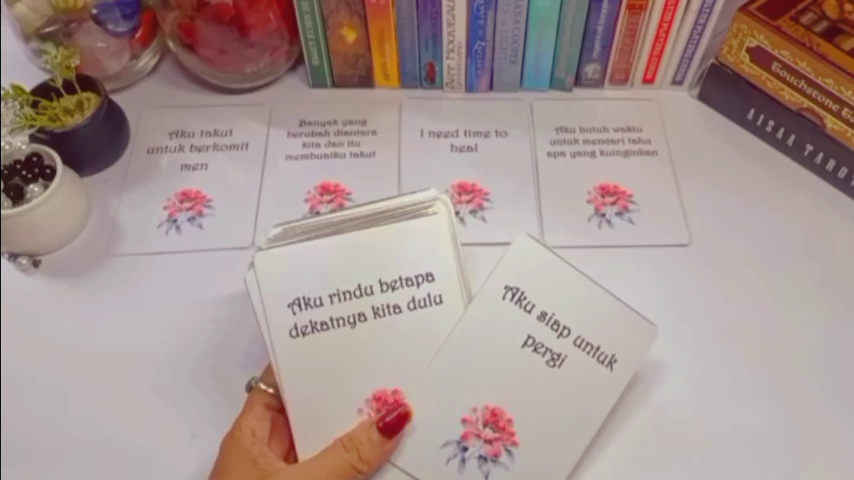 Aku takut
untuk berkomit
men
Banyak yang
berubah diantara
kita dan itu
membuatku takut
I need time to
heal
Aku butuh waktu
untuk mencari tahu
apa yang kuinginkan
Aku rindu betapa
dekatnya kita dulu
Aku siap untuk
pergi
Touchstone